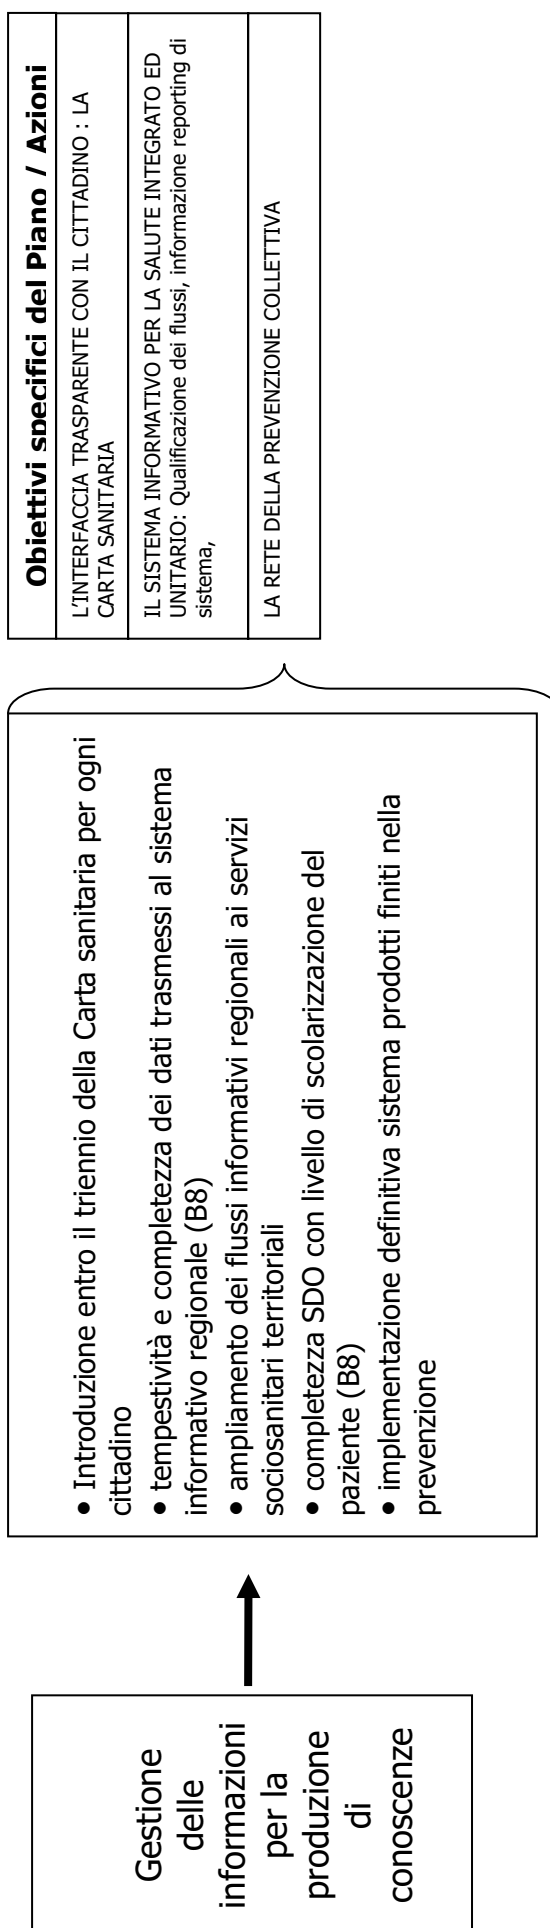 Gestione
delle
informazioni
per la
produzione
di
conoscenze
• Introduzione entro il triennio della Carta sanitaria per ogni
cittadino
• tempestività e completezza dei dati trasmessi al sistema
informativo regionale (B8)
• ampliamento dei flussi informativi regionali ai servizi
sociosanitari territoriali
• completezza SDO con livello di scolarizzazione del
paziente (B8)
• implementazione definitiva sistema prodotti finiti nella
prevenzione
Obiettivi specifici del Piano / Azioni
L'INTERFACCIA TRASPARENTE CON IL CITTADINO : LA
CARTA SANITARIA
IL SISTEMA INFORMATIVO PER LA SALUTE INTEGRATO ED
UNITARIO: Qualificazione dei flussi, informazione reporting di
sistema,
LA RETE DELLA PREVENZIONE COLLETTIVA